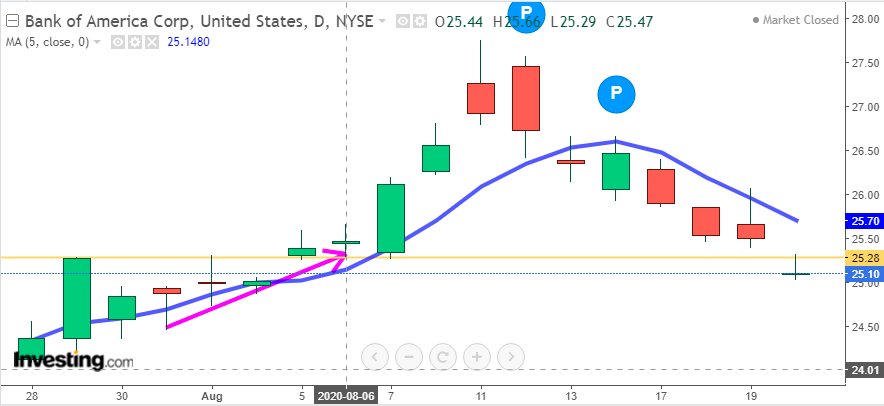 Bank of America Corp, United States, D, NYSE O25.44 H25.66 L25.29 C25.47 Market Closed
MA (5, close, 0) 25.1480
P
P
28.00
27.50
27.00
26.50
26.00
25.70
25.50
25.28
25.10
25.00
24.50
24.01
Investing.com
28 30 Aug 5 2020-08-06 7 11 13 17 19